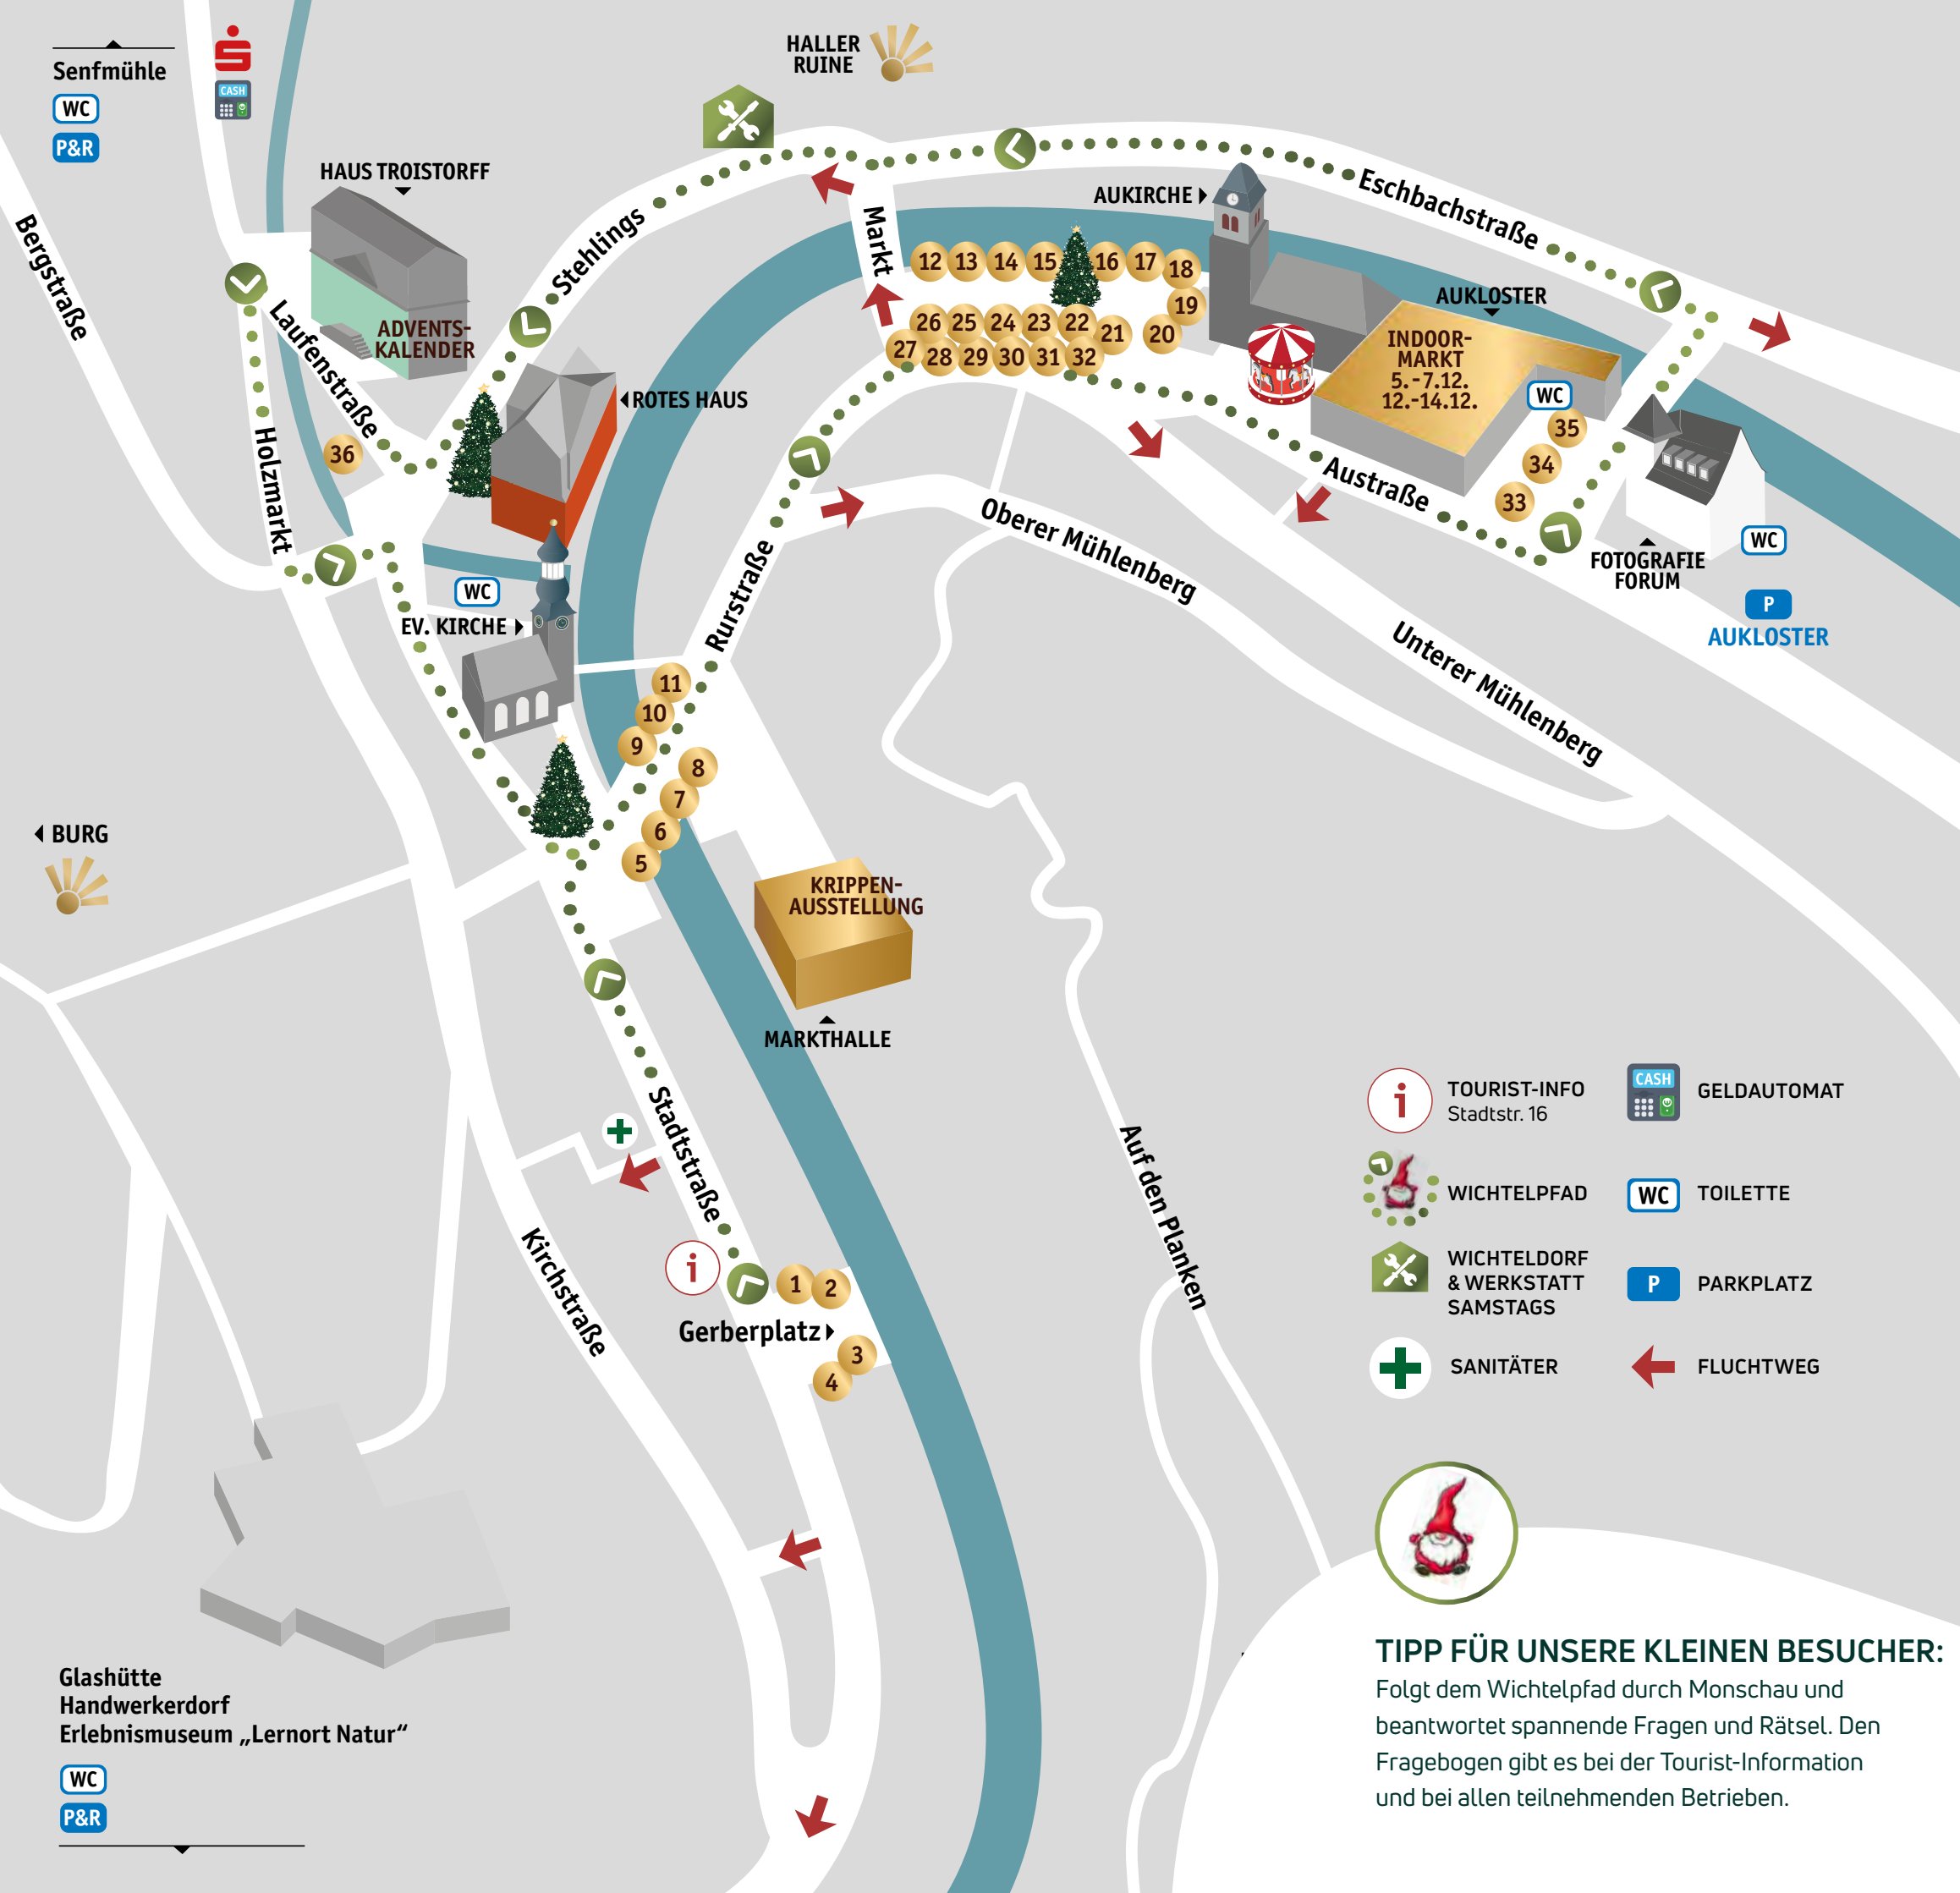 Senfmühle
WC
P&R
CASH
HALLER
RUINE
HAUS TROISTORFF
ADVENTS-
KALENDER
Bergstraße
Laufenstraße
Holzmarkt
Stehlings
Markt
AUKIRCHE
Eschbachstraße
AUKLOSTER
INDOOR-
MARKT
5.-7.12.
12.-14.12.
WC
ROTES HAUS
12
13
14
15
16
17
18
19
20
21
22
23
24
25
26
27
28
29
30
31
32
33
34
35
36
Austraße
FOTOGRAFIE
FORUM
WC
P
AUKLOSTER
Oberer Mühlenberg
Unterer Mühlenberg
Rurstraße
WC
EV. KIRCHE
11
10
9
8
7
6
5
BURG
KRIPPEN-
AUSSTELLUNG
MARKTHALLE
Stadtstraße
Auf den Planken
Kirchstraße
i
1
2
Gerberplatz
3
4
i
TOURIST-INFO
Stadtstr. 16
CASH
GELDAUTOMAT
WICHTELPFAD
WC
TOILETTE
WICHTELDORF
& WERKSTATT
SAMSTAGS
P
PARKPLATZ
SANITÄTER
FLUCHTWEG
Glashütte
Handwerkerdorf
Erlebnismuseum „Lernort Natur“
WC
P&R
TIPP FÜR UNSERE KLEINEN BESUCHER:
Folgt dem Wichtelpfad durch Monschau und
beantwortet spannende Fragen und Rätsel. Den
Fragebogen gibt es bei der Tourist-Information
und bei allen teilnehmenden Betrieben.